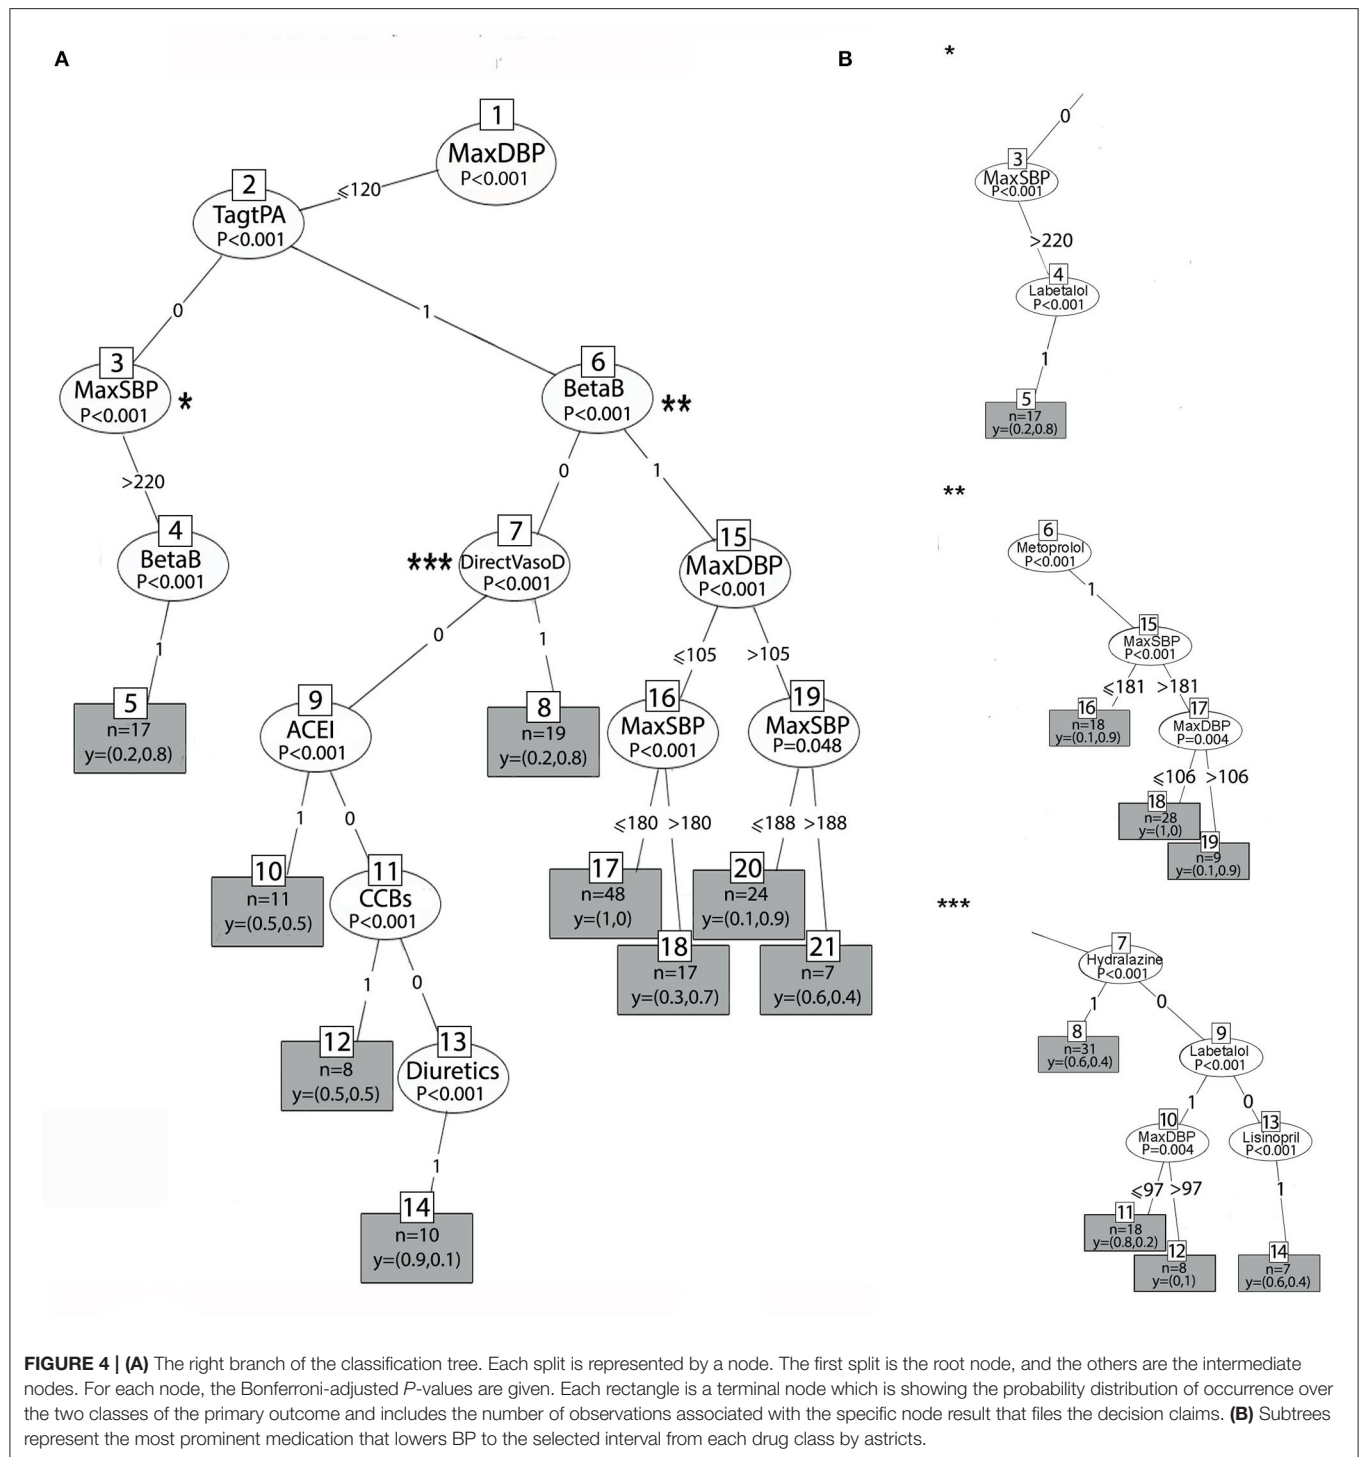 A
1
MaxDBP
P<0.001
⩽120
2
TagtPA
P<0.001
0
1
3
MaxSBP
P<0.001
*
6
BetaB
P<0.001
**
>220
0
1
4
BetaB
P<0.001
7
DirectVasoD
P<0.001
***
15
MaxDBP
P<0.001
1
0
1
⩽105
>105
5
n=17
y=(0.2,0.8)
9
ACEI
P<0.001
8
n=19
y=(0.2,0.8)
16
MaxSBP
P<0.001
19
MaxSBP
P=0.048
1
0
⩽180
>180
⩽188
>188
10
n=11
y=(0.5,0.5)
11
CCBs
P<0.001
17
n=48
y=(1,0)
20
n=24
y=(0.1,0.9)
18
n=17
y=(0.3,0.7)
21
n=7
y=(0.6,0.4)
1
0
12
n=8
y=(0.5,0.5)
13
Diuretics
P<0.001
1
14
n=10
y=(0.9,0.1)
B
*
0
3
MaxSBP
P<0.001
>220
4
Labetalol
P<0.001
1
5
n=17
y=(0.2,0.8)
**
6
Metoprolol
P<0.001
1
15
MaxSBP
P<0.001
⩽181
>181
16
n=18
y=(0.1,0.9)
17
MaxDBP
P=0.004
⩽106
>106
18
n=28
y=(1,0)
19
n=9
y=(0.1,0.9)
***
7
Hydralazine
P<0.001
1
0
8
n=31
y=(0.6,0.4)
9
Labetalol
P<0.001
1
0
10
MaxDBP
P=0.004
13
Lisinopril
P<0.001
⩽97
>97
1
11
n=18
y=(0.8,0.2)
12
n=8
y=(0,1)
14
n=7
y=(0.6,0.4)
FIGURE 4 | (A) The right branch of the classification tree. Each split is represented by a node. The first split is the root node, and the others are the intermediate
nodes. For each node, the Bonferroni-adjusted P-values are given. Each rectangle is a terminal node which is showing the probability distribution of occurrence over
the two classes of the primary outcome and includes the number of observations associated with the specific node result that files the decision claims. (B) Subtrees
represent the most prominent medication that lowers BP to the selected interval from each drug class by astricts.